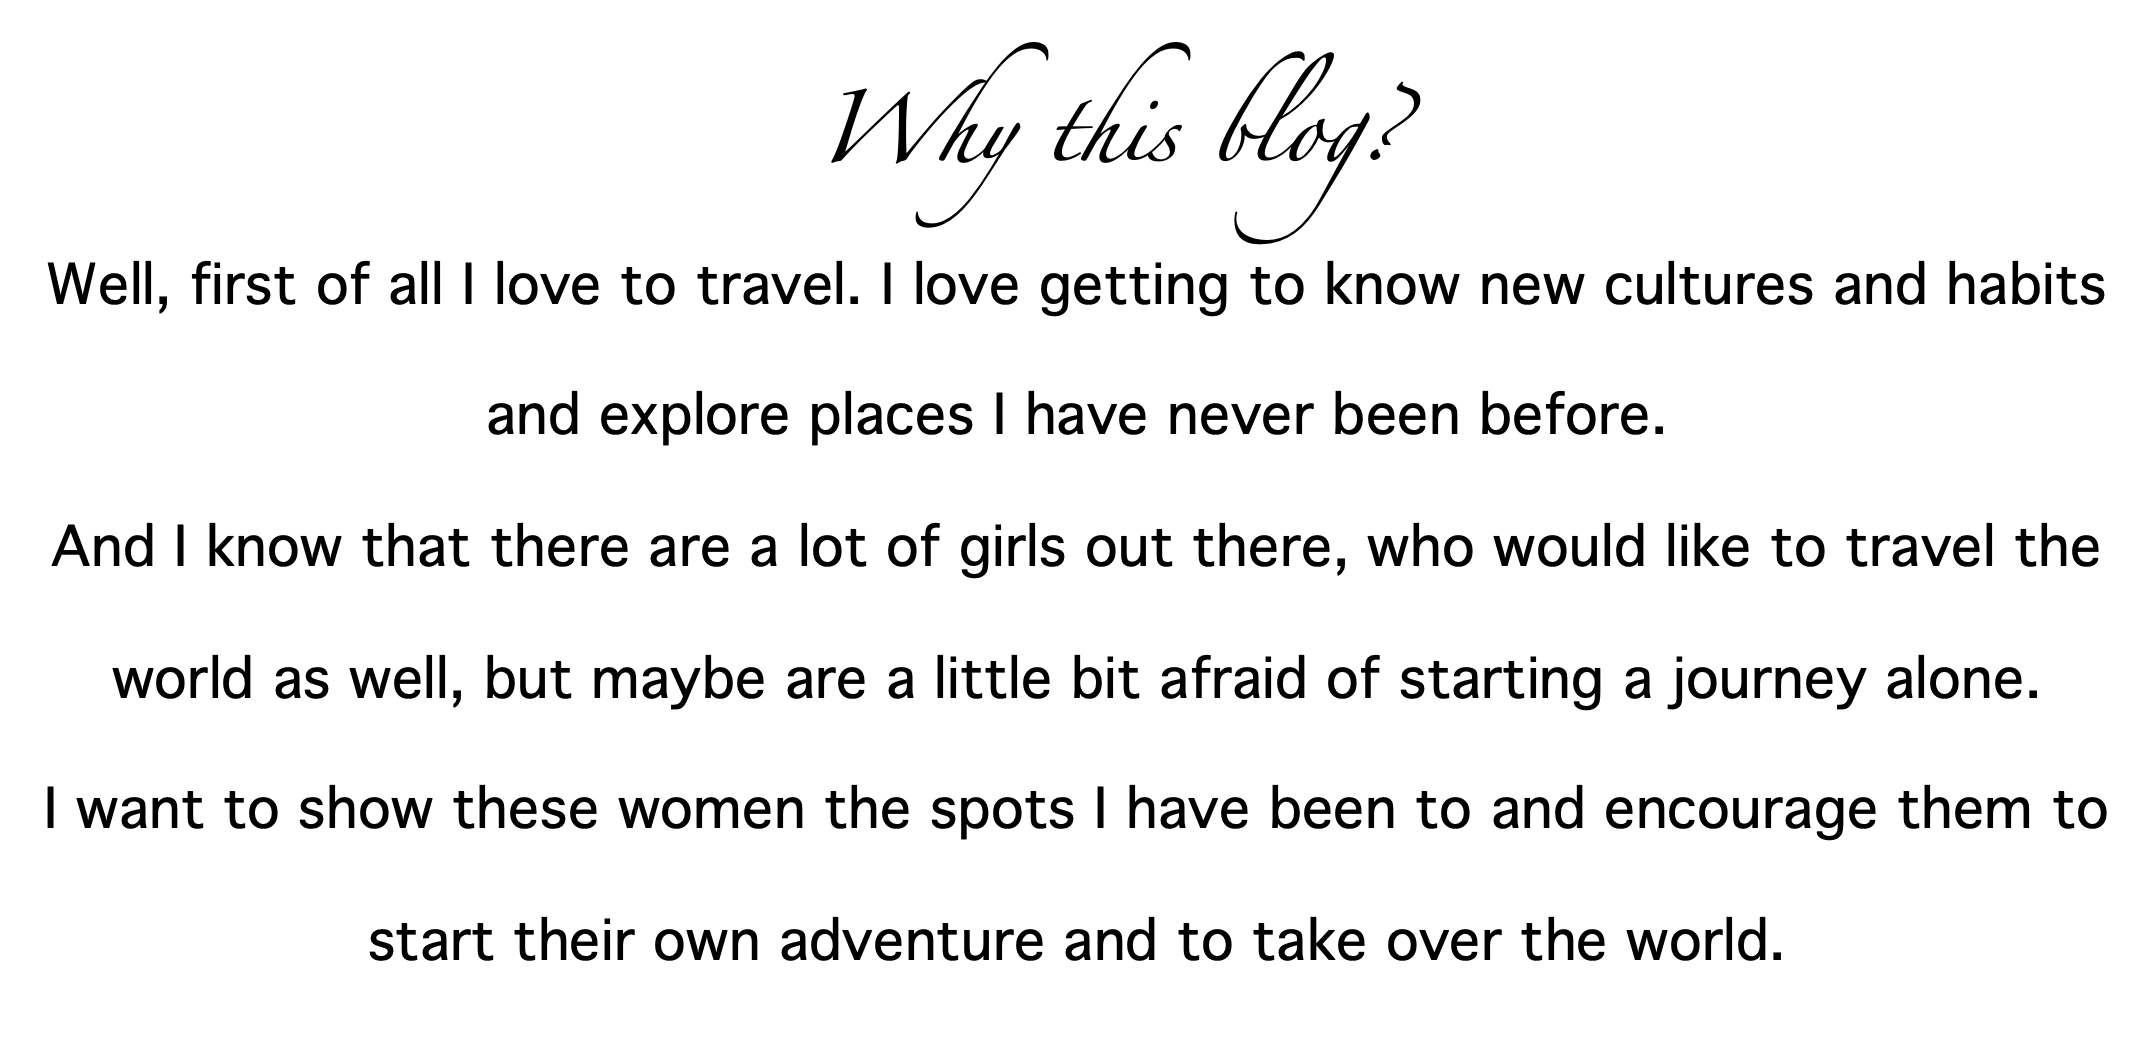 Why this blog?
Well, first of all I love to travel. I love getting to know new cultures and habits
and explore places I have never been before.
And I know that there are a lot of girls out there, who would like to travel the
world as well, but maybe are a little bit afraid of starting a journey alone.
I want to show these women the spots I have been to and encourage them to
start their own adventure and to take over the world.